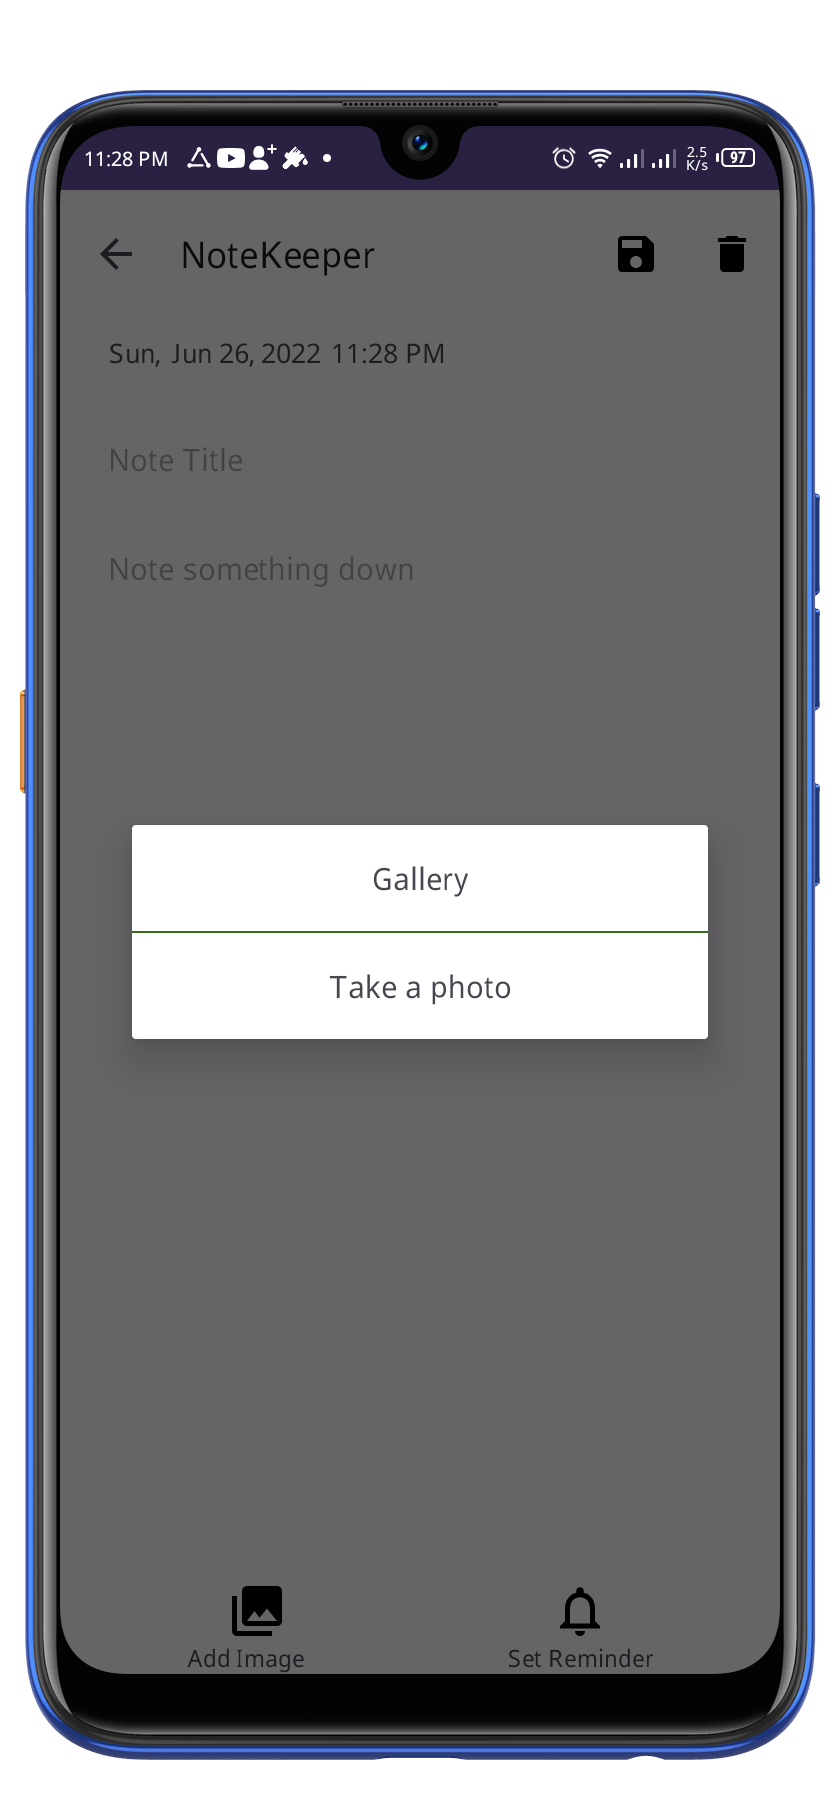 11:28 PM
2.5
K/s
97
NoteKeeper
Sun, Jun 26, 2022 11:28 PM
Note Title
Note something down
Gallery
Take a photo
Add Image
Set Reminder